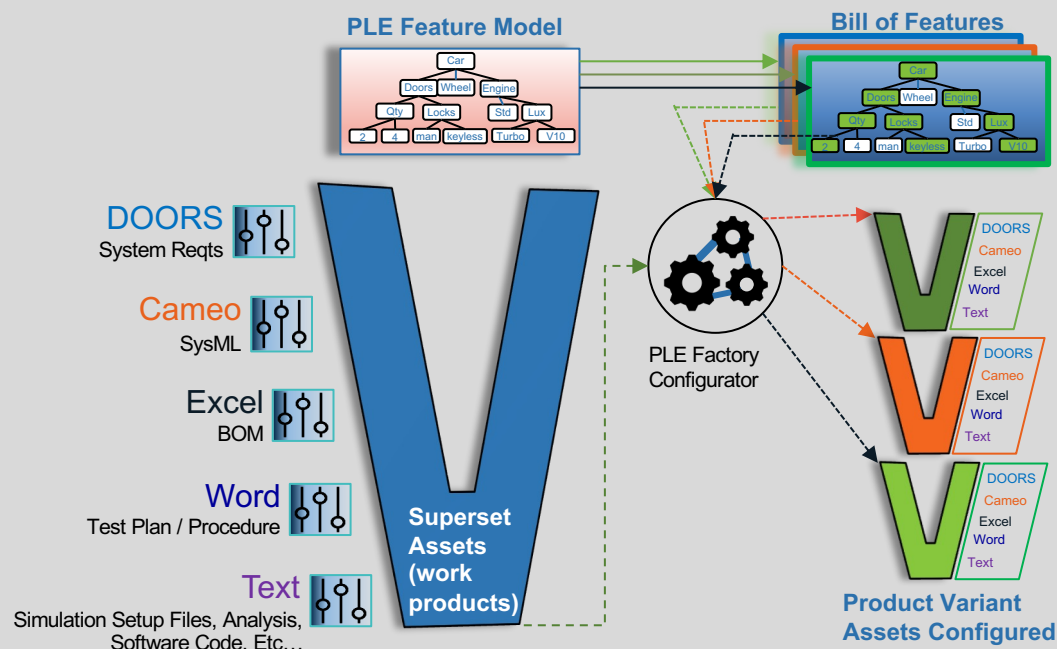 PLE Feature Model
Bill of Features
Car
Doors Wheel Engine
Qty Locks Std Lux
2 4 man keyless Turbo V10
Car
Doors Wheel Engine
Qty Locks Std Lux
2 4 man keyless Turbo V10
DOORS
System Reqts
Cameo
SysML
Excel
BOM
Word
Test Plan / Procedure
Text
Simulation Setup Files, Analysis,
Software Code, Etc…
Superset
Assets
(work
products)
PLE Factory
Configurator
DOORS
Cameo
Excel
Word
Text
DOORS
Cameo
Excel
Word
Text
DOORS
Cameo
Excel
Word
Text
Product Variant
Assets Configured